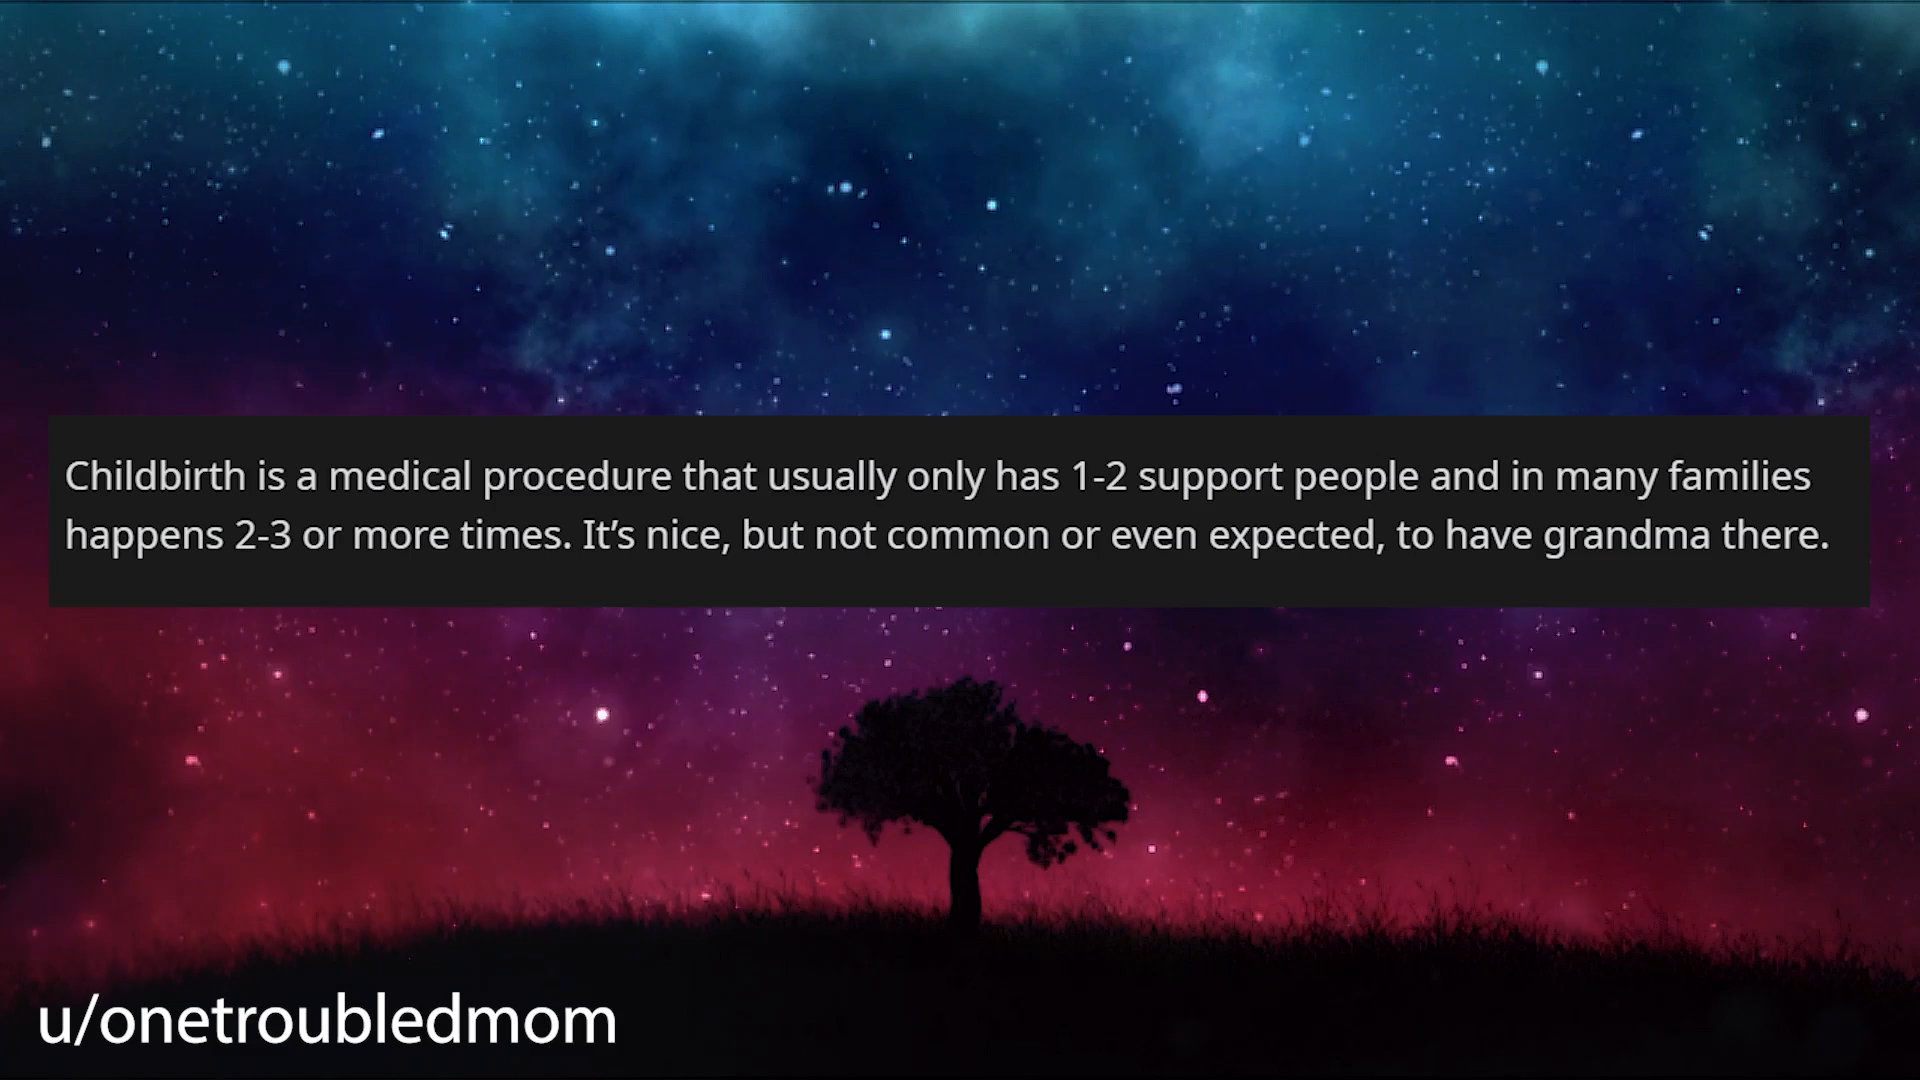 Childbirth is a medical procedure that usually only has 1-2 support people and in many families
happens 2-3 or more times. It’s nice, but not common or even expected, to have grandma there.
u/onetroubledmom